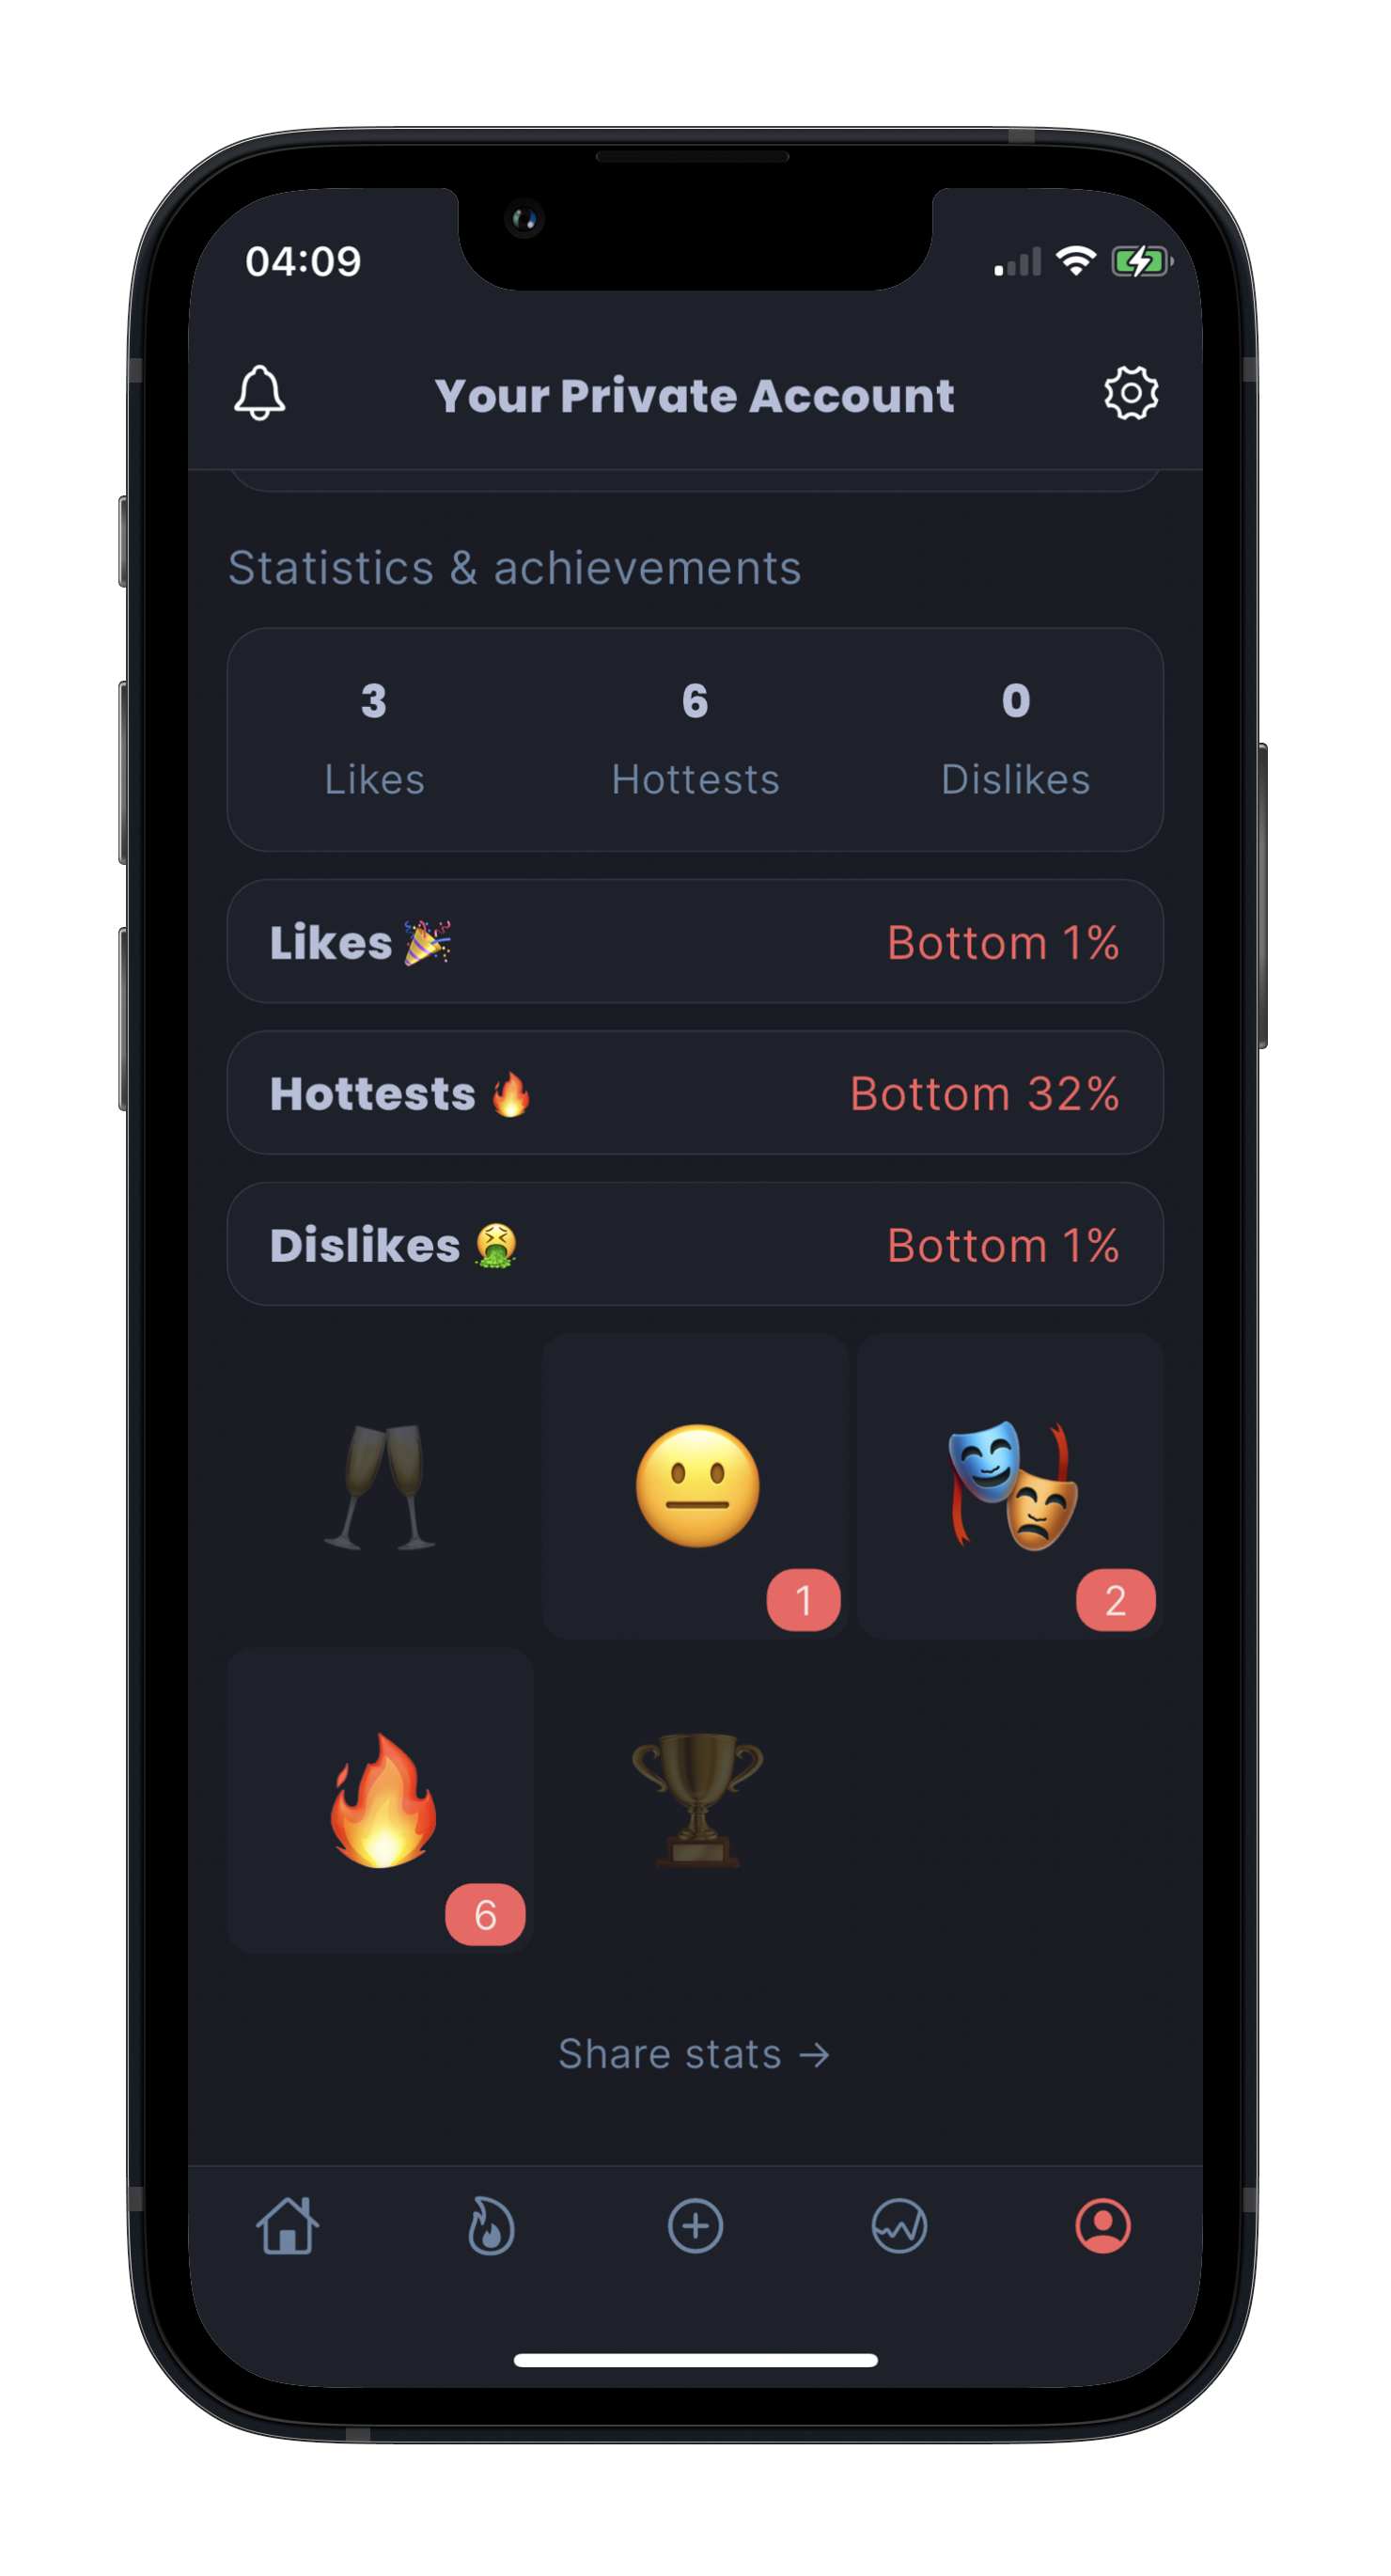 04:09
Your Private Account
Statistics & achievements
3 6 0
Likes Hottests Dislikes
Likes 🎉 Bottom 1%
Hottests 🔥 Bottom 32%
Dislikes 🤮 Bottom 1%
1 2
6
Share stats →